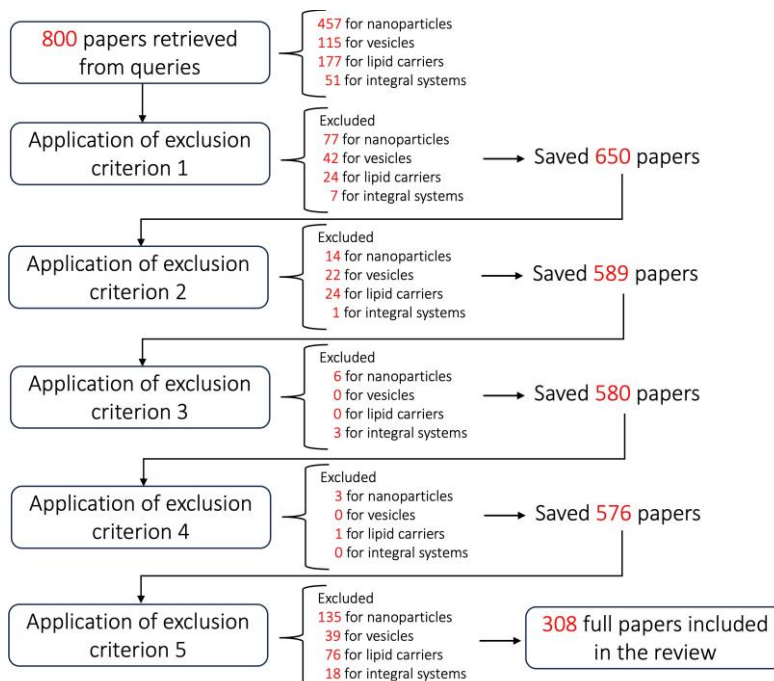 800 papers retrieved
from queries
457 for nanoparticles
115 for vesicles
177 for lipid carriers
51 for integral systems
Application of exclusion
criterion 1
Excluded
77 for nanoparticles
42 for vesicles
24 for lipid carriers
7 for integral systems
Saved 650 papers
Application of exclusion
criterion 2
Excluded
14 for nanoparticles
22 for vesicles
24 for lipid carriers
1 for integral systems
Saved 589 papers
Application of exclusion
criterion 3
Excluded
6 for nanoparticles
0 for vesicles
0 for lipid carriers
3 for integral systems
Saved 580 papers
Application of exclusion
criterion 4
Excluded
3 for nanoparticles
0 for vesicles
1 for lipid carriers
0 for integral systems
Saved 576 papers
Application of exclusion
criterion 5
Excluded
135 for nanoparticles
39 for vesicles
76 for lipid carriers
18 for integral systems
308 full papers included
in the review